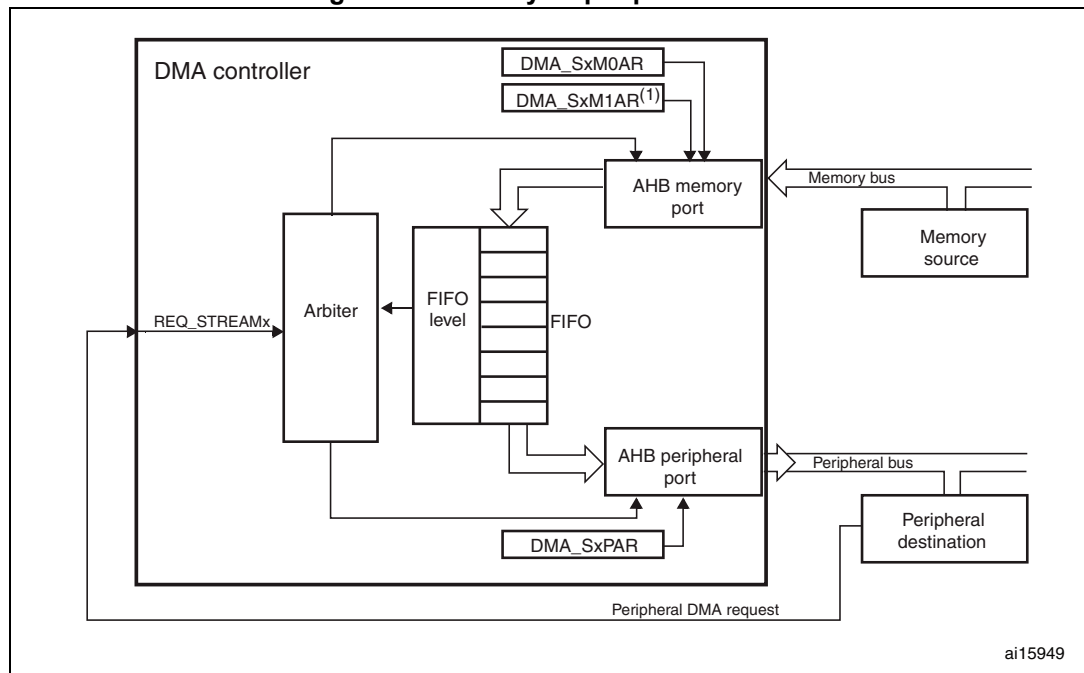 DMA controller
DMA_SxM0AR
DMA_SxM1AR(1)
AHB memory
port
Memory bus
Memory
source
REQ_STREAMx
Arbiter
FIFO
level
FIFO
AHB peripheral
port
Peripheral bus
DMA_SxPAR
Peripheral
destination
Peripheral DMA request
ai15949